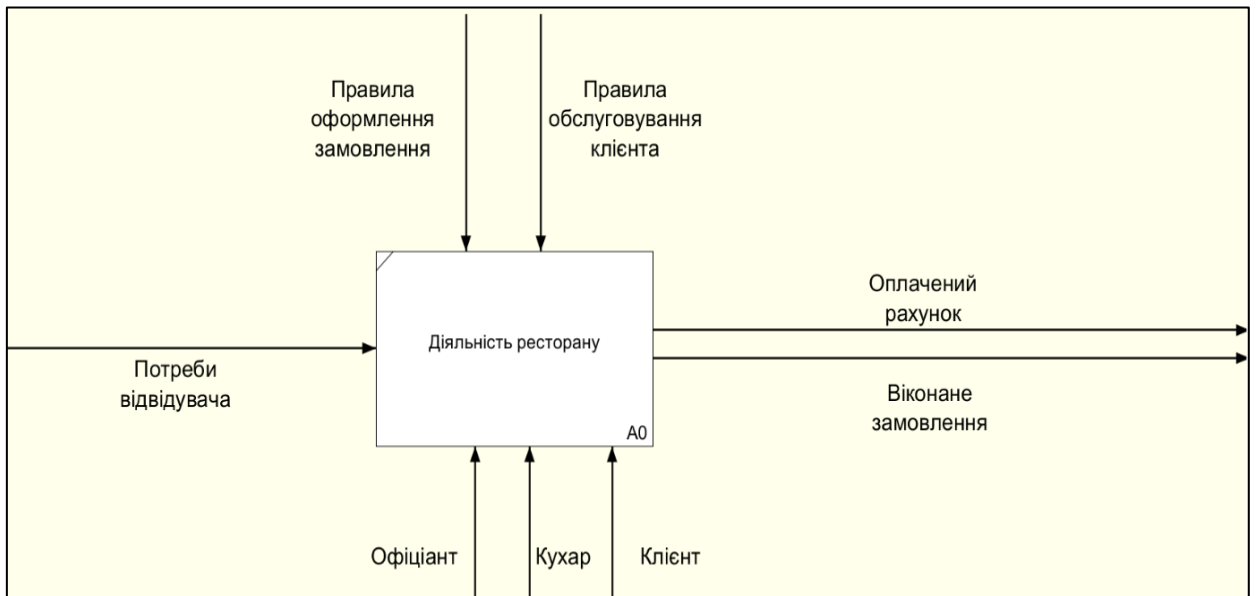 Правила
оформлення
замовлення
Правила
обслуговування
клієнта
Потреби
відвідувача
Діяльність ресторану
A0
Оплачений
рахунок
Віконане
замовлення
Офіціант
Кухар
Клієнт